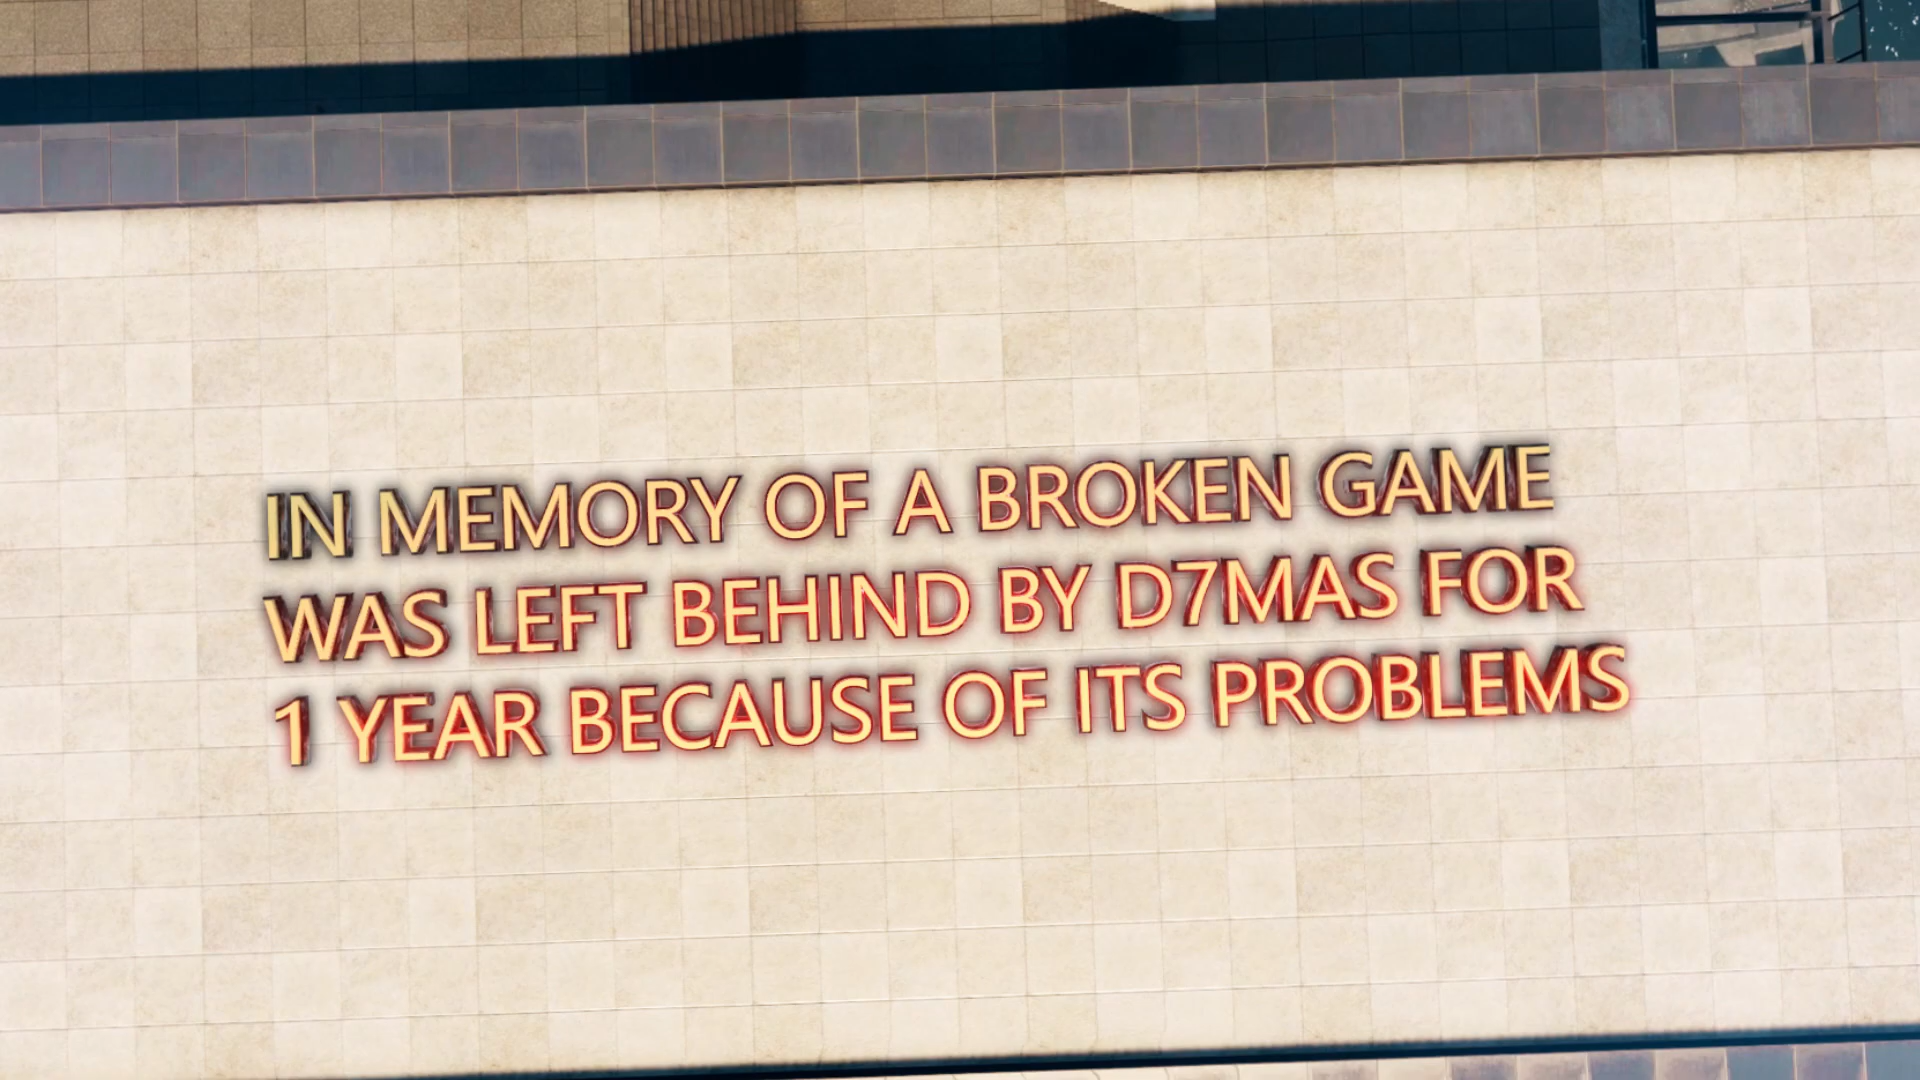 IN MEMORY OF A BROKEN GAME
WAS LEFT BEHIND BY D7MAS FOR
1 YEAR BECAUSE OF ITS PROBLEMS